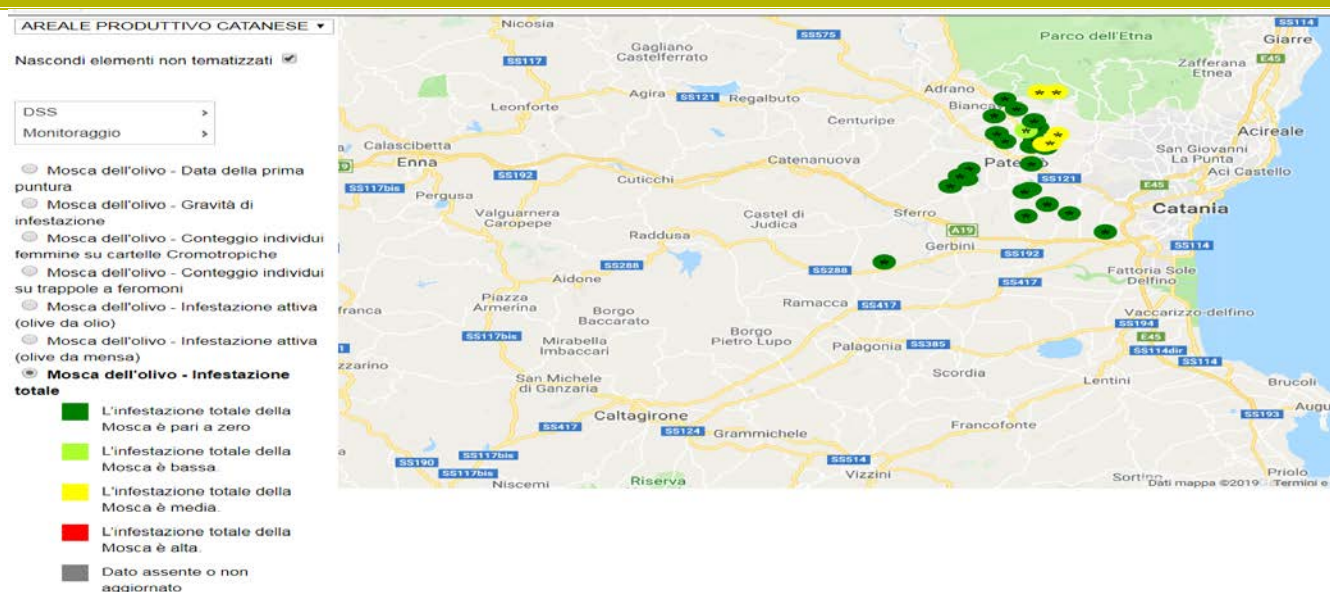 AREALE PRODUTTIVO CATANESE ▼
Nascondi elementi non tematizzati
DSS >
Monitoraggio >
Mosca dell'olivo - Data della prima
puntura
Mosca dell'olivo - Gravità di
infestazione
Mosca dell'olivo - Conteggio individui
femmine su cartelle Cromotropiche
Mosca dell'olivo - Conteggio individui
su trappole a feromoni
Mosca dell'olivo - Infestazione attiva
(olive da olio)
Mosca dell'olivo - Infestazione attiva
(olive da mensa)
Mosca dell'olivo - Infestazione
totale
L'infestazione totale della
Mosca è pari a zero
L'infestazione totale della
Mosca è bassa.
L'infestazione totale della
Mosca è media.
L'infestazione totale della
Mosca è alta.
Dato assente o non
aggiornato
Nicosia
SS575
Parco dell'Etna
SS114
Giarre
Gagliano
Castelferrato
SS117
Zafferana
Etnea
E45
Adrano
Agira
SS121
Regalbuto
Leonforte
Centuripe
Acireale
Calascibetta
San Giovanni
La Punta
Enna
Catenanuova
Aci Castello
SS192
Cuticchi
SS121
SS117bis
E45
Pergusa
Valguarnera
Caropepe
Castel di
Judica
Sferro
Catania
A19
Raddusa
Gerbini
SS192
SS114
SS288
SS288
Fattoria Sole
Delfino
Aidone
SS417
Piazza
Armerina
Borgo
Baccarato
Ramacca
SS417
Vaccarizzo-delfino
SS194
SS117bis
Mirabella
Imbaccari
Borgo
Pietro Lupo
Palagonia
SS385
E45
SS114dir
SS114
San Michele
di Ganzaria
Scordia
Lentini
Brucoli
Caltagirone
SS193
SS417
SS124
Grammichele
Francofonte
SS190
SS117bis
SS514
SS117bis
Niscemi
Riserva
Vizzini
Priolo
Dati mappa ©2019
Termini e